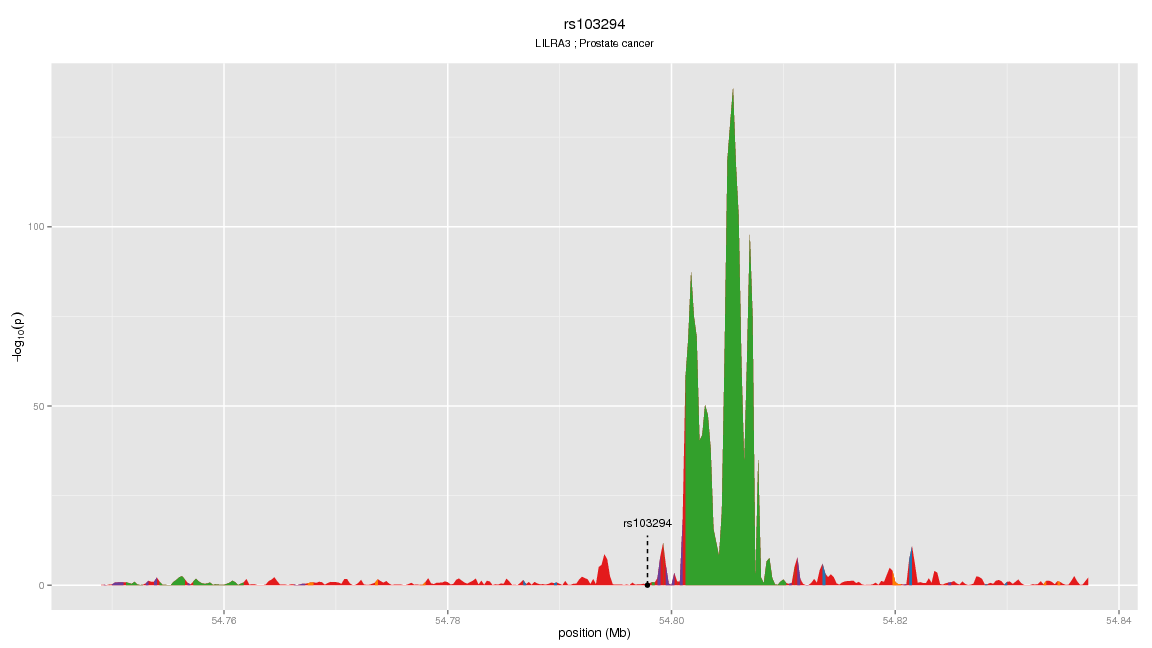 rs103294
LILRA3 ; Prostate cancer
100
50
0
-log10(p)
rs103294
54.76
54.78
54.80
54.82
54.84
position (Mb)